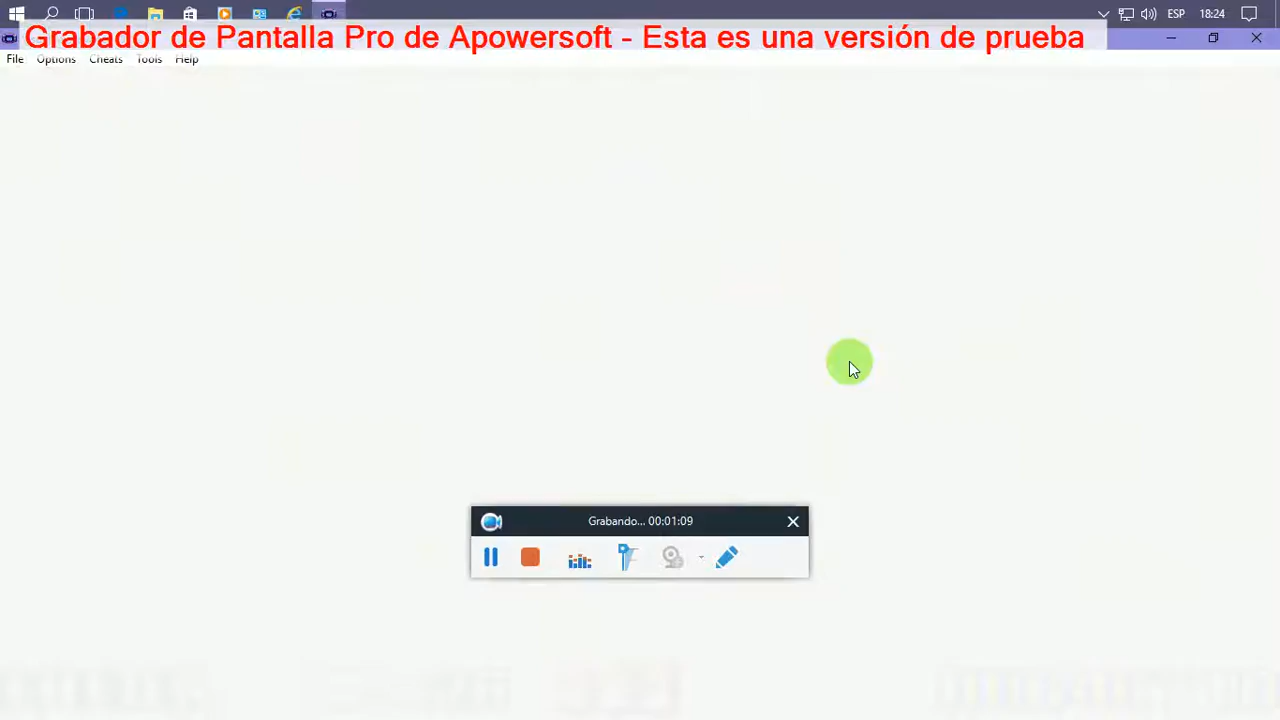 ESP 18:24
Grabador de Pantalla Pro de Apowersoft - Esta es una versión de prueba
File Options Cheats Tools Help
Grabando... 00:01:09